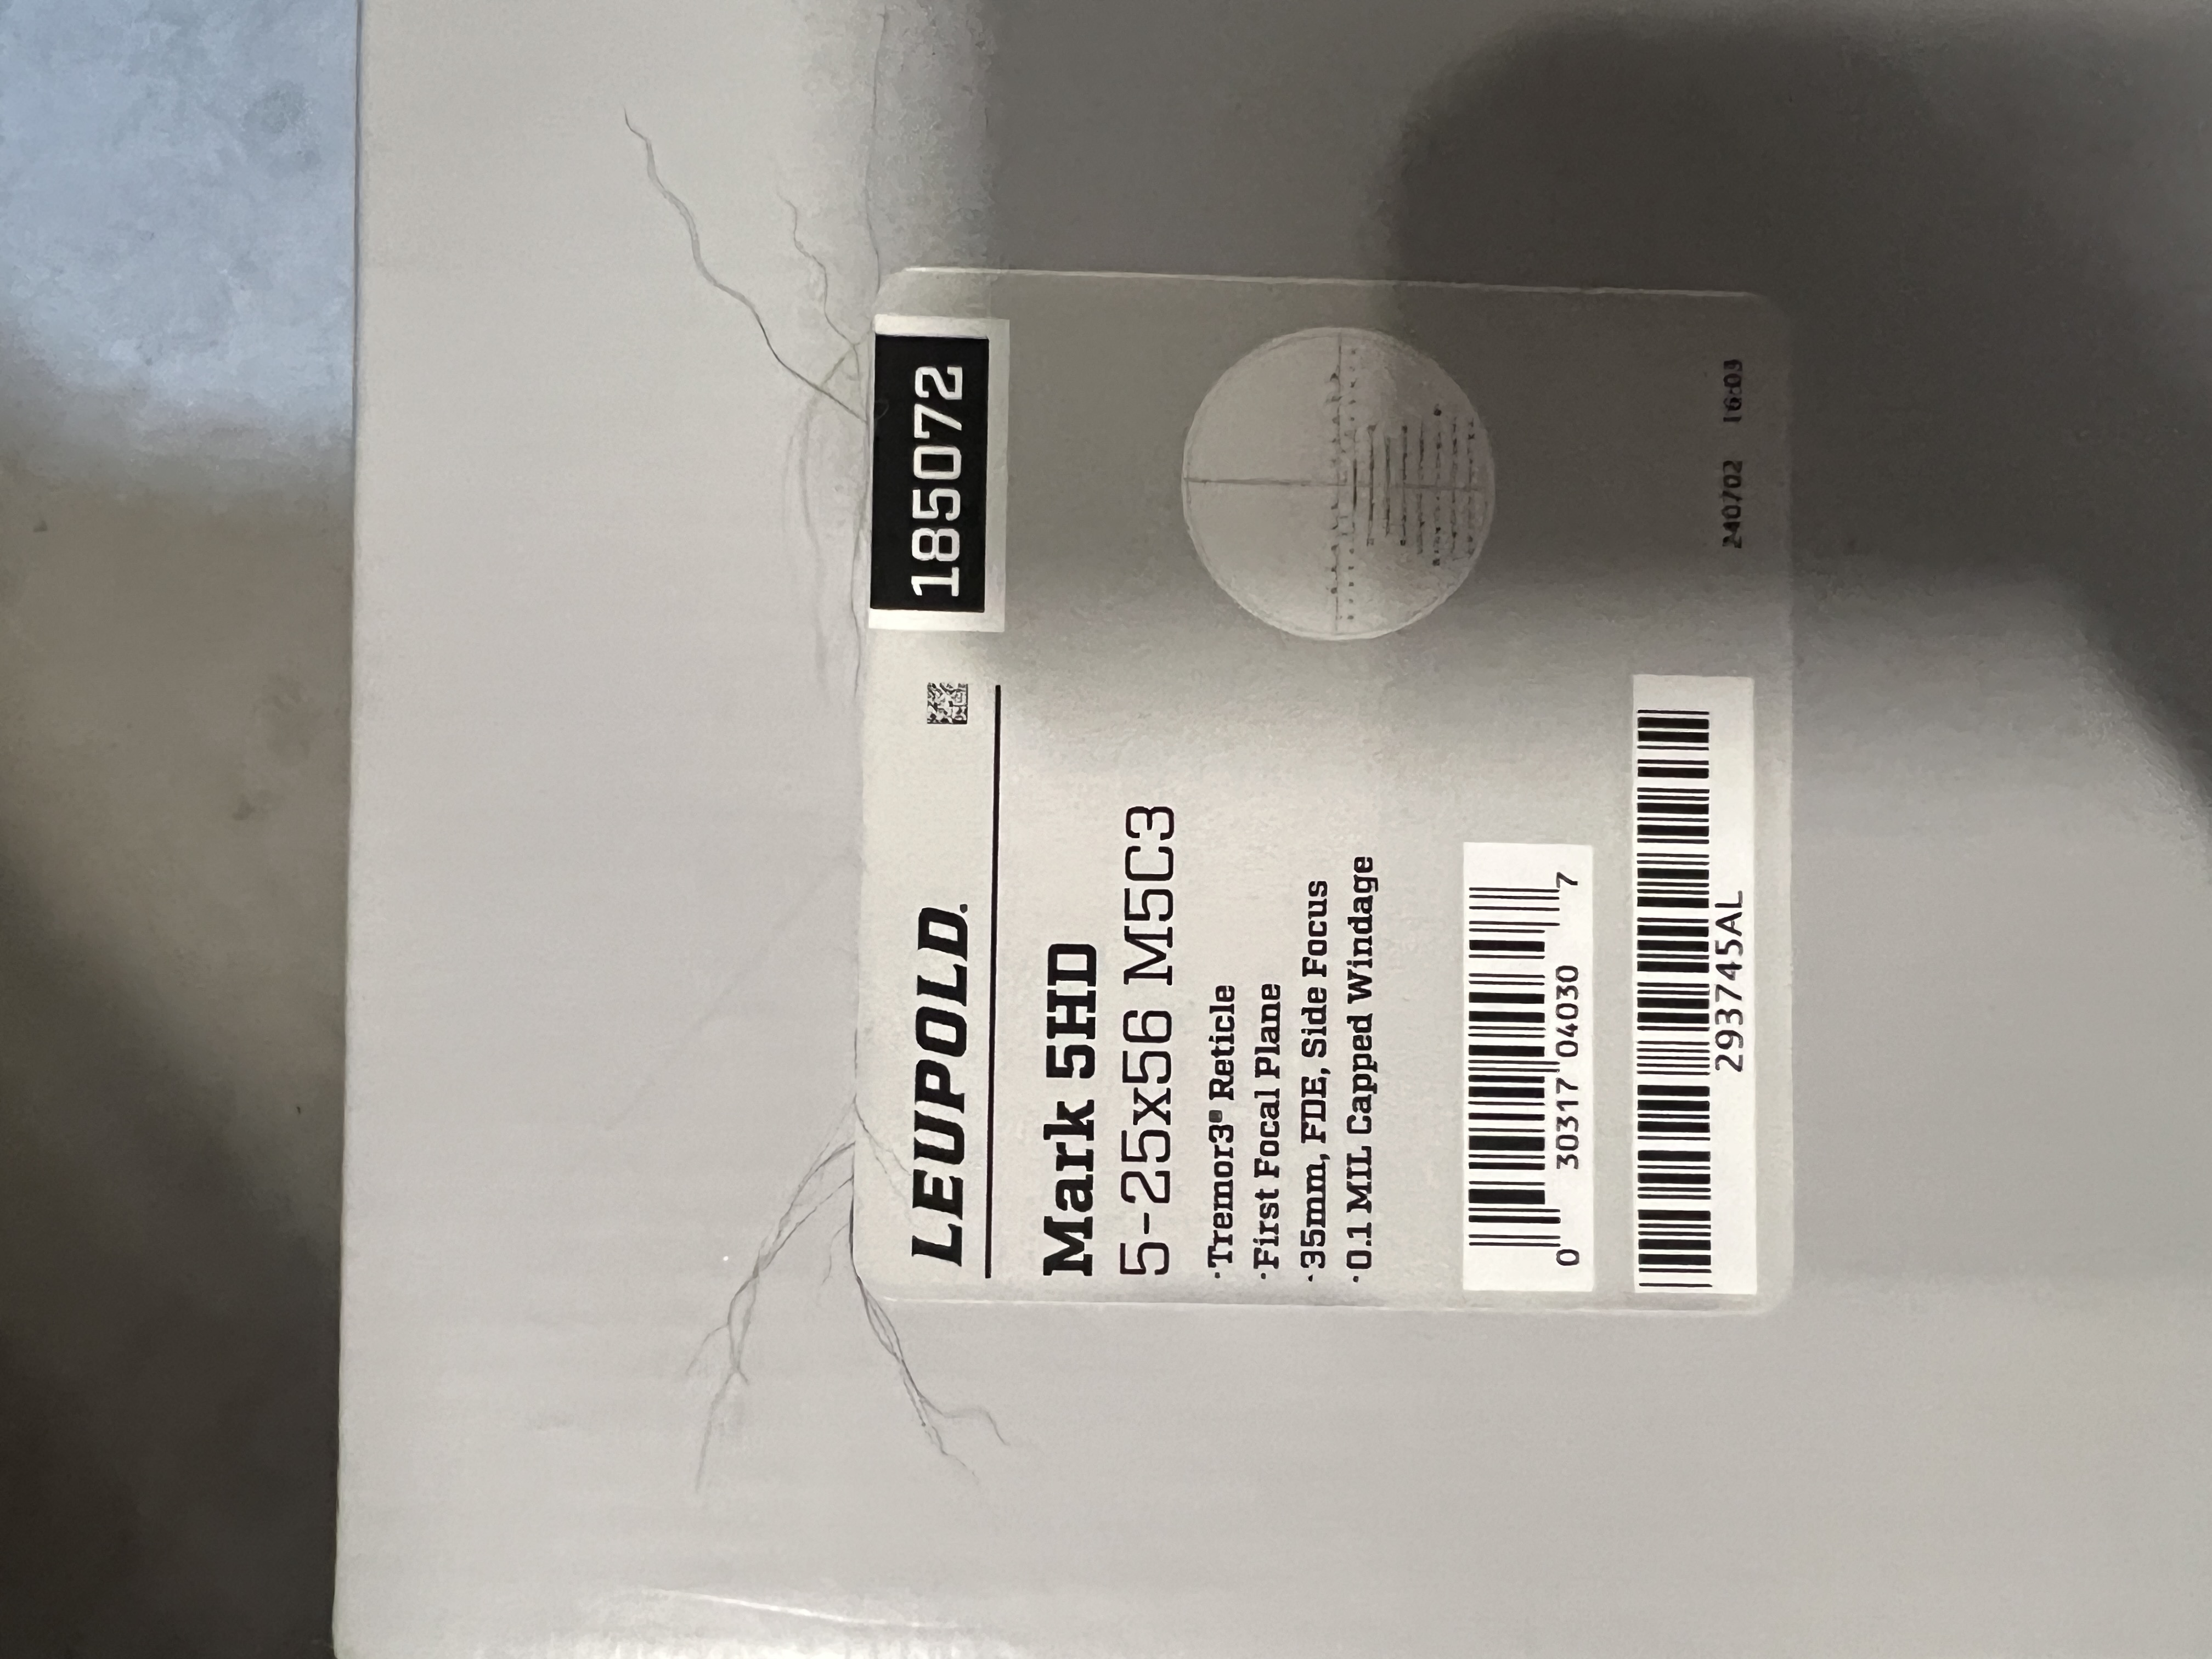 LEUPOLD®
185072
Mark 5HD
5-25x56 M5C3
·Tremor3® Reticle
·First Focal Plane
·35mm, FDE, Side Focus
·0.1 MIL Capped Windage
0 30317 04030 7
293745AL
240702 16:03